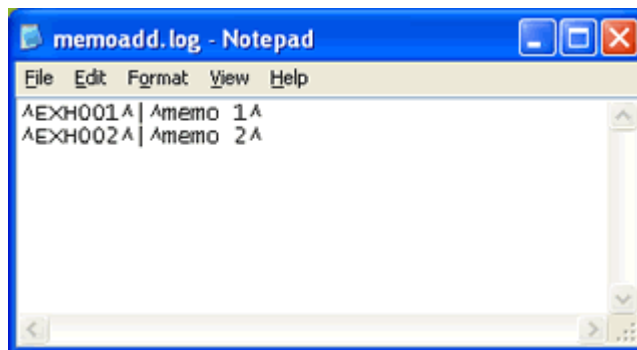 memoadd.log - Notepad
File Edit Format View Help
^EXH001^|^memo 1^
^EXH002^|^memo 2^